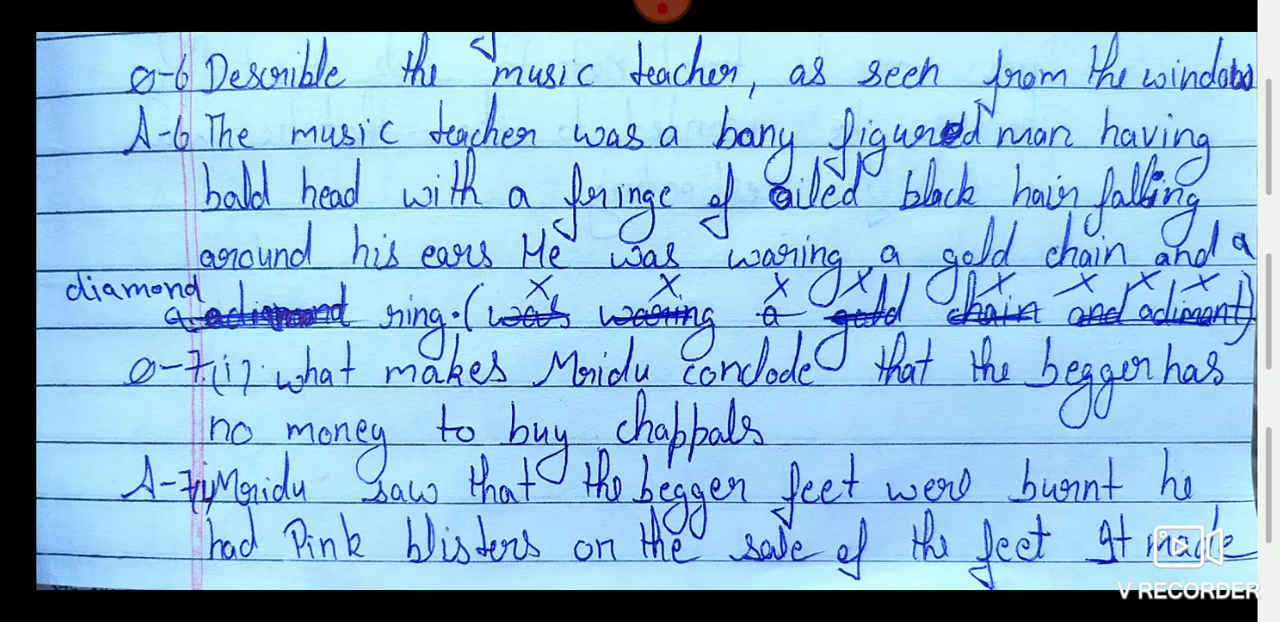 Q-6 Describle the music teacher, as seen from the window
A-6 The music teacher was a bany figured man having
bald head with a fringe of oiled black hair falling
around his ears He was waring a gold chain and a
diamond ring. (was waring a gold chain and adimant)
Q-7(i) what makes Mridu conclode that the begger has
no money to buy chappals
A-7(i) Mridu saw that the begger feet were burnt he
had Pink blisters on the sole of the feet It made
V RECORDER